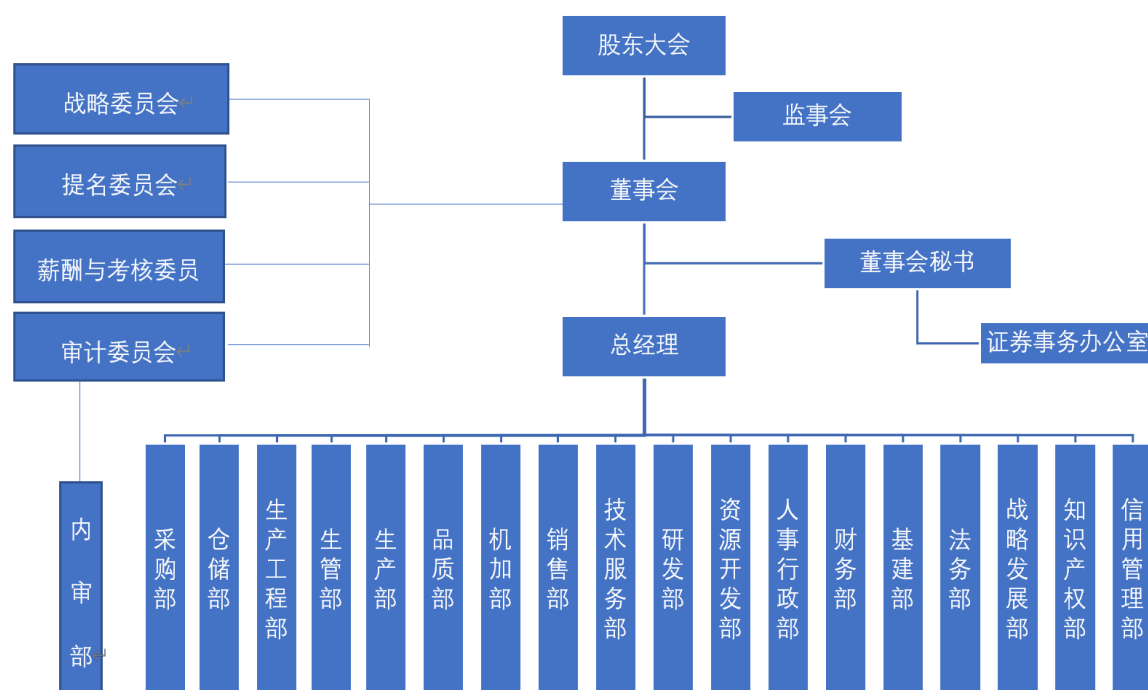 股东大会
战略委员会
监事会
提名委员会
董事会
薪酬与考核委员
董事会秘书
审计委员会
总经理
证券事务办公室
内审部
采购部
仓储部
生产工程部
生管部
生产部
品质部
机加部
销售部
技术服务部
研发部
资源开发部
人事行政部
财务部
基建部
法务部
战略发展部
知识产权部
信用管理部